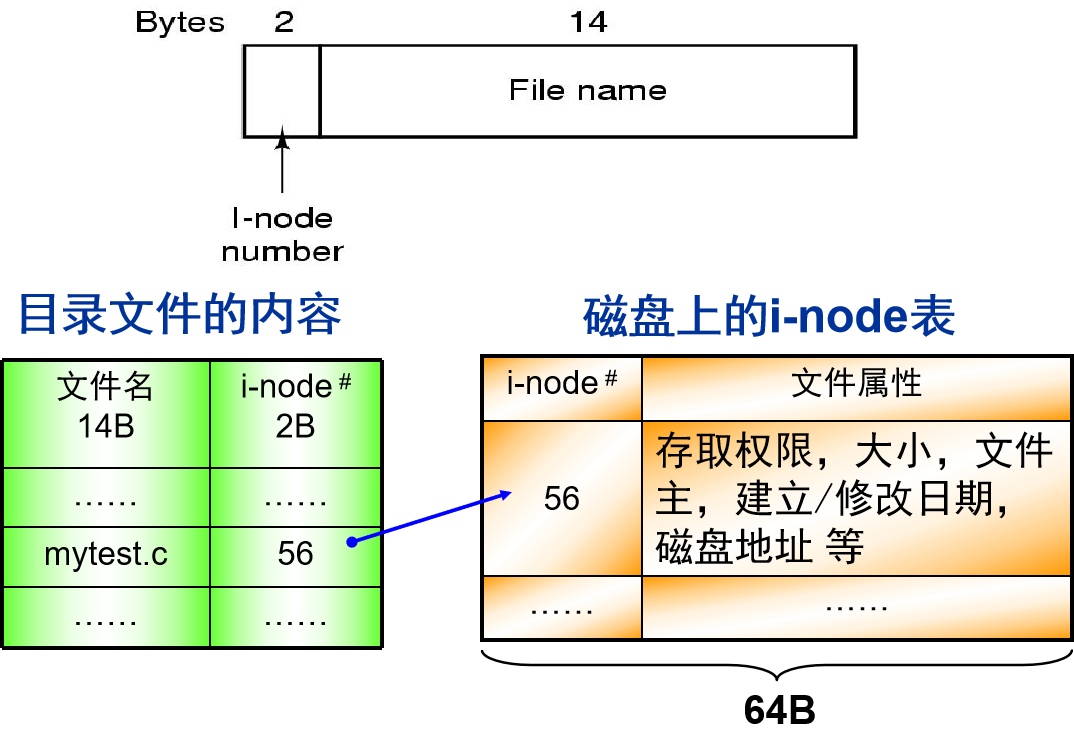 Bytes 2 14
File name
I-node
number
目录文件的内容
磁盘上的i-node表
文件名
14B
i-node #
2B
……
……
mytest.c
56
……
……
i-node #
文件属性
56
存取权限，大小，文件
主，建立/修改日期，
磁盘地址 等
……
……
64B